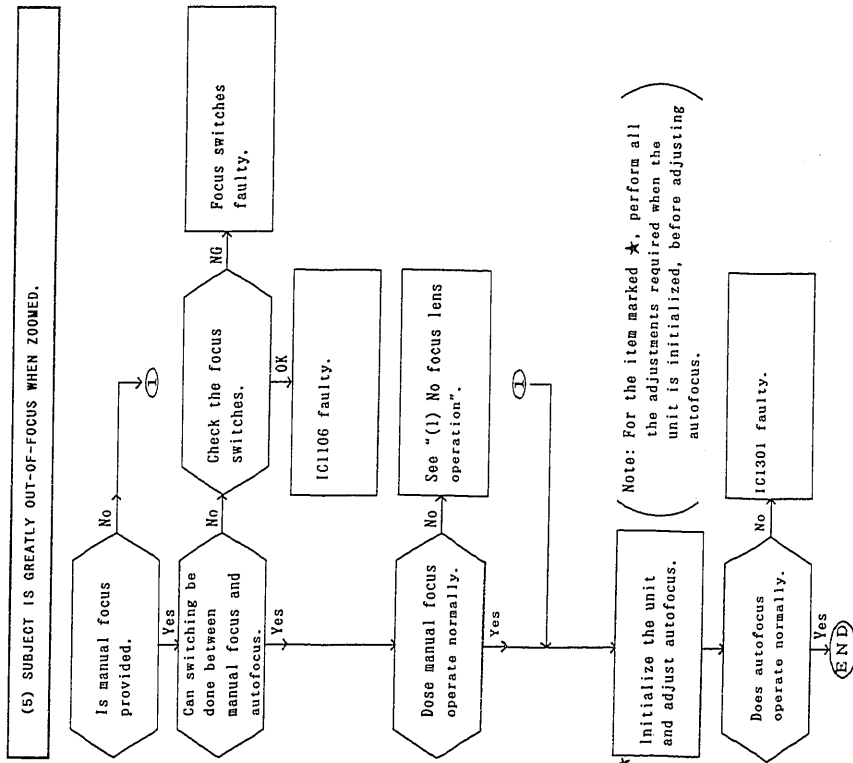 (5) SUBJECT IS GREATLY OUT-OF-FOCUS WHEN ZOOMED.
Is manual focus
provided.
No
1
Yes
Can switching be
done between
manual focus and
autofocus.
No
Check the focus
switches.
NG
Focus switches
faulty.
OK
IC1106 faulty.
Yes
Dose manual focus
operate normally.
No
See "(1) No focus lens
operation".
Yes
1
★
Initialize the unit
and adjust autofocus.
Note: For the item marked ★, perform all
the adjustments required when the
unit is initialized, before adjusting
autofocus.
Does autofocus
operate normally.
No
IC1301 faulty.
Yes
END